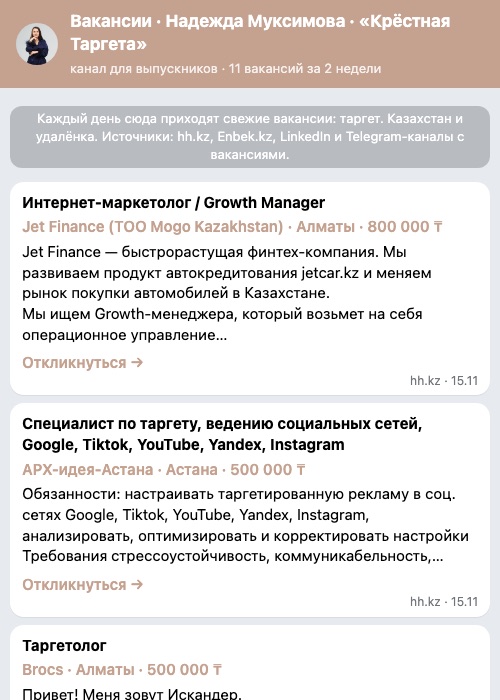 Вакансии · Надежда Муксимова · «Крёстная
Таргета»
канал для выпускников · 11 вакансий за 2 недели
Каждый день сюда приходят свежие вакансии: таргет. Казахстан и
удалёнка. Источники: hh.kz, Enbek.kz, LinkedIn и Telegram-каналы с
вакансиями.
Интернет-маркетолог / Growth Manager
Jet Finance (ТОО Mogo Kazakhstan) · Алматы · 800 000 ₸
Jet Finance — быстрорастущая финтех-компания. Мы
развиваем продукт автокредитования jetcar.kz и меняем
рынок покупки автомобилей в Казахстане.
Мы ищем Growth-менеджера, который возьмет на себя
операционное управление…
Откликнуться →
hh.kz · 15.11
Специалист по таргету, ведению социальных сетей,
Google, Tiktok, YouTube, Yandex, Instagram
АРХ-идея-Астана · Астана · 500 000 ₸
Обязанности: настраивать таргетированную рекламу в соц.
сетях Google, Tiktok, YouTube, Yandex, Instagram,
анализировать, оптимизировать и корректировать настройки
Требования стрессоустойчивость, коммуникабельность,…
Откликнуться →
hh.kz · 15.11
Таргетолог
Brocs · Алматы · 500 000 ₸
Привет! Меня зовут Искандер.